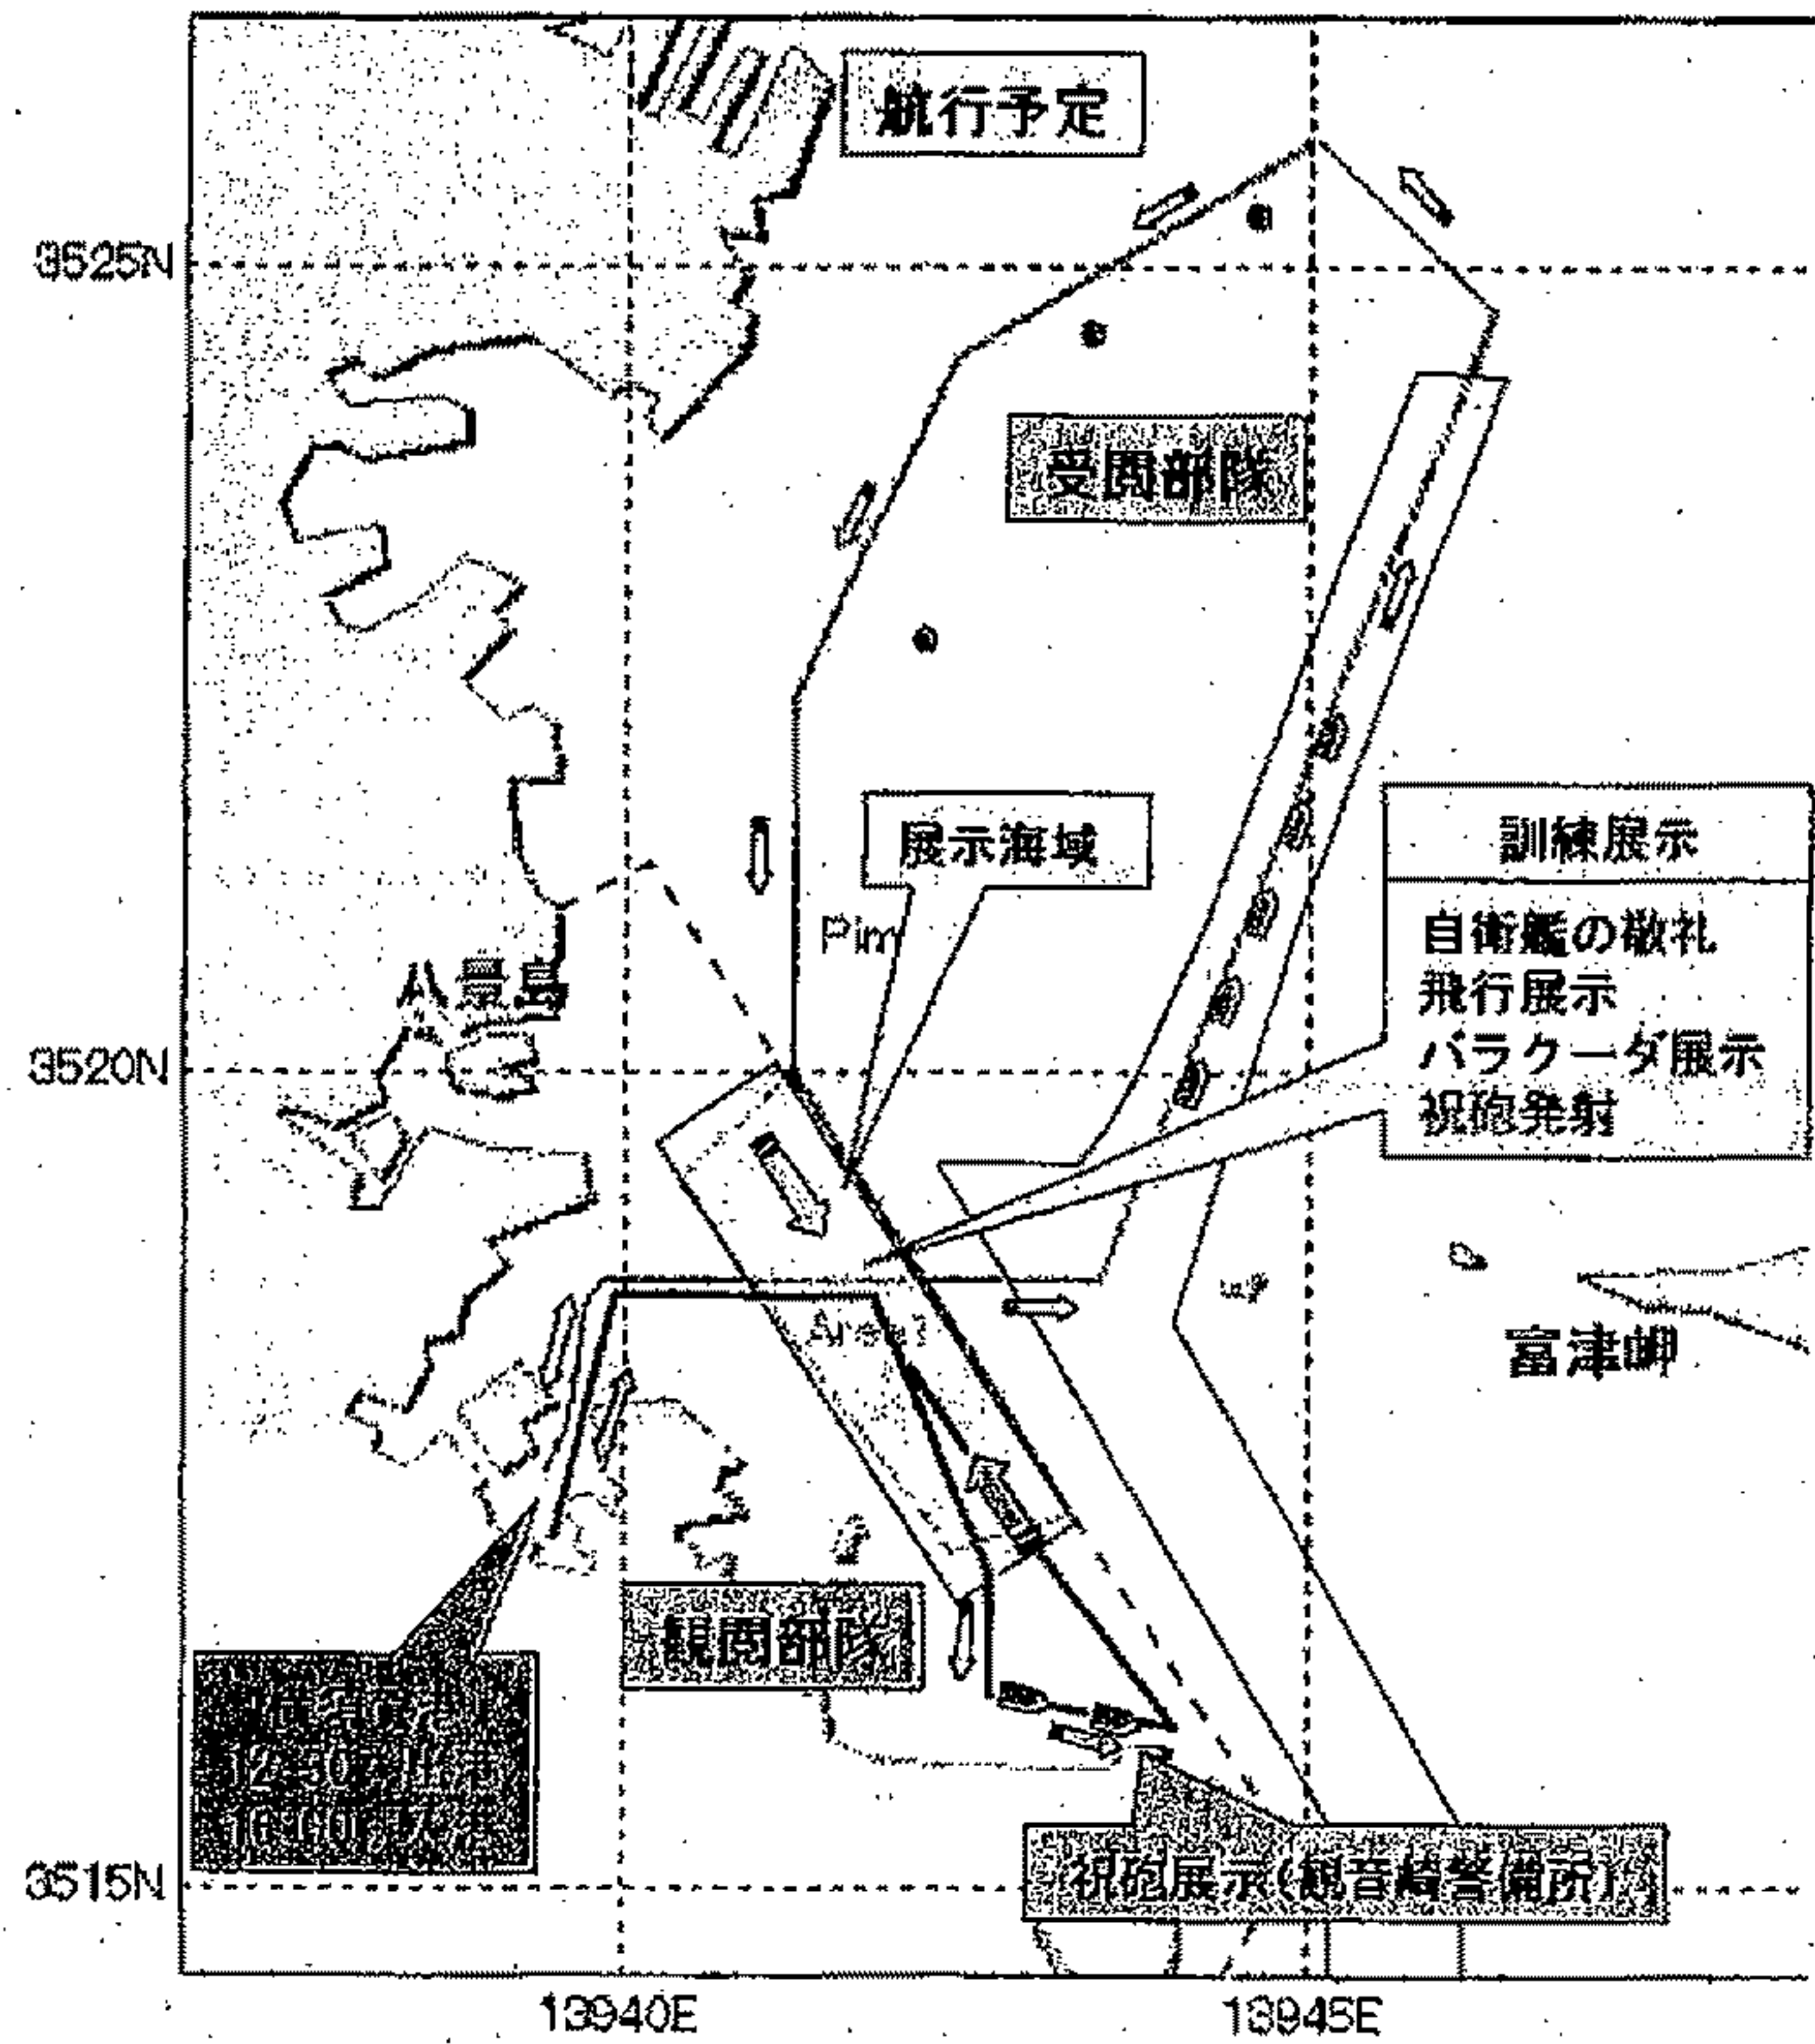 航行予定
3525N
受閲部隊
展示海域
訓練展示
Pim
自衛艦の敬礼
飛行展示
バラクーダ展示
祝砲発射
八景島
3520N
Area 1
富津岬
観閲部隊
祝砲展示(観音崎警備所)
3515N
13940E
13945E